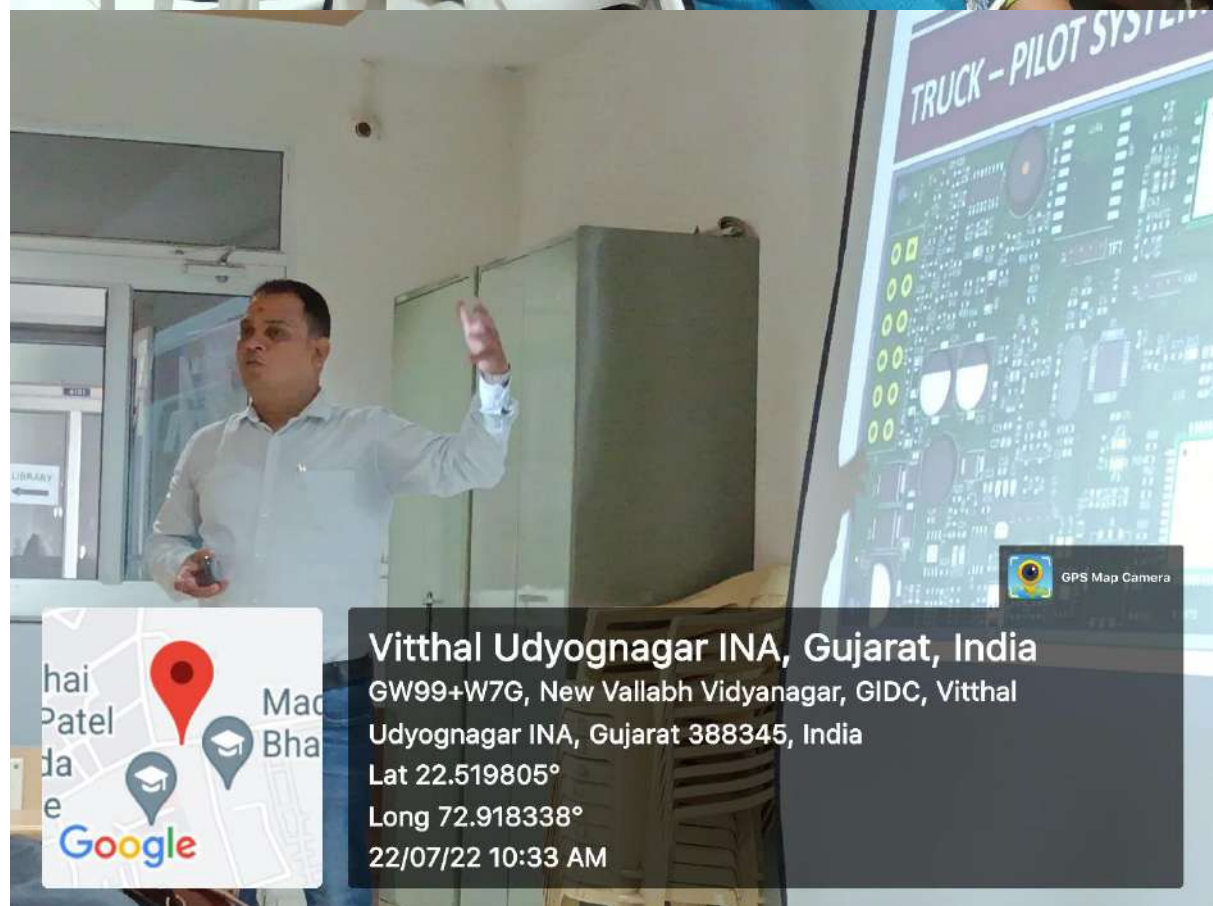 TRUCK – PILOT SYSTEM
LIBRARY
GPS Map Camera
hai
Patel
da
e
Mad
Bha
Google
Vitthal Udyognagar INA, Gujarat, India
GW99+W7G, New Vallabh Vidyanagar, GIDC, Vitthal
Udyognagar INA, Gujarat 388345, India
Lat 22.519805°
Long 72.918338°
22/07/22 10:33 AM